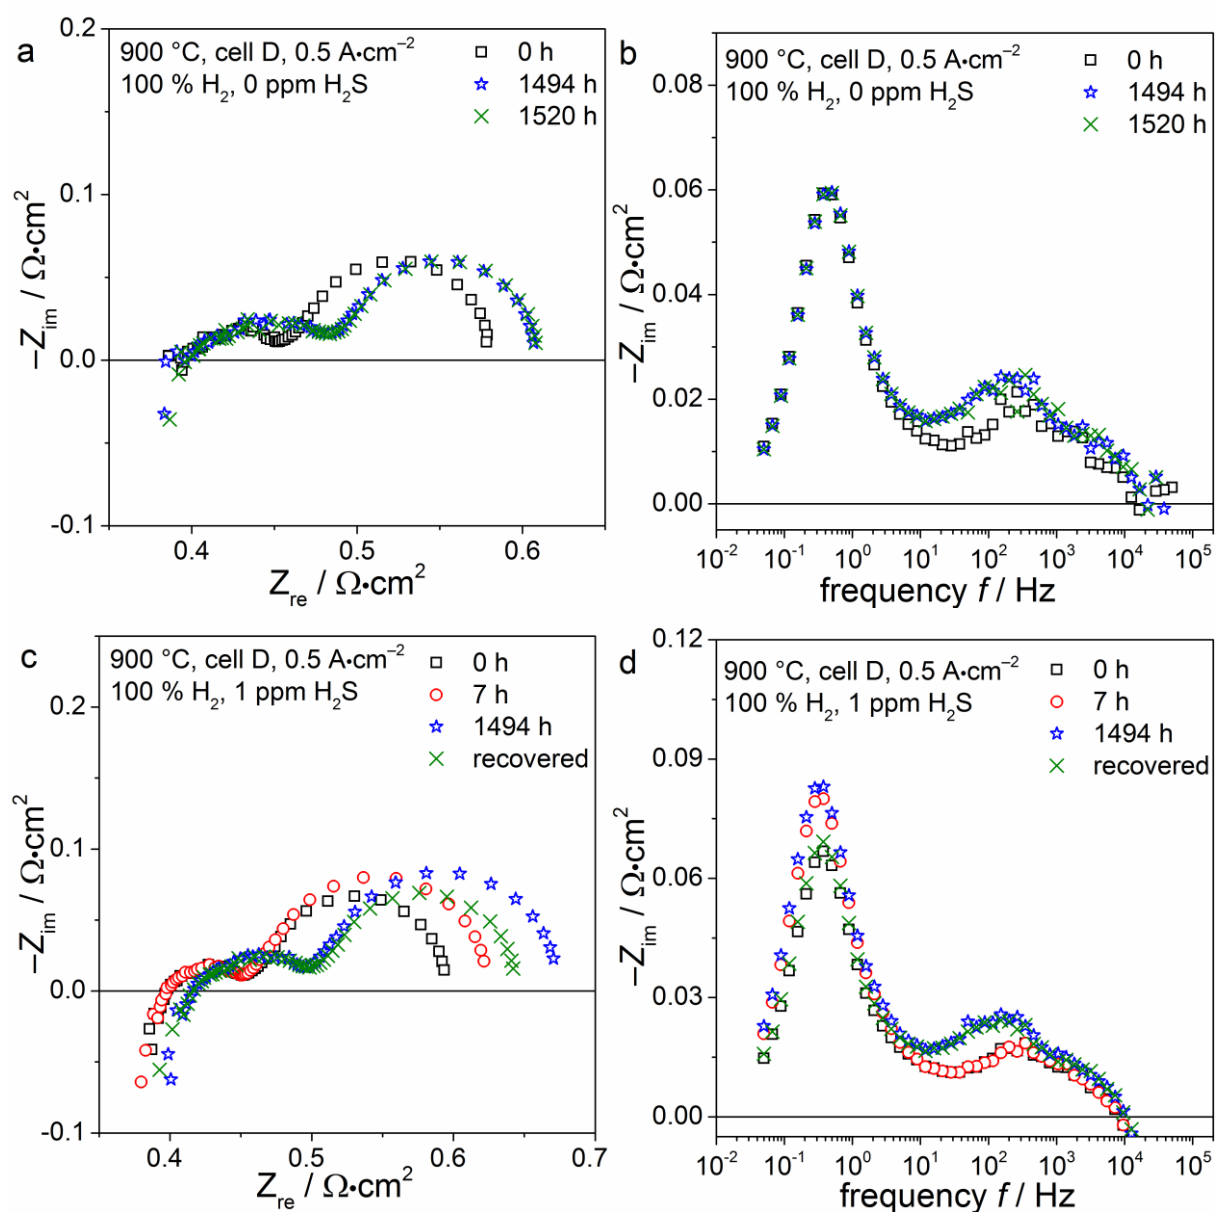 a
900 °C, cell D, 0.5 A•cm⁻²
100 % H₂, 0 ppm H₂S
0 h
1494 h
1520 h
0.2
0.1
0.0
-0.1
−Z_im / Ω•cm²
0.4
0.5
0.6
Z_re / Ω•cm²
b
900 °C, cell D, 0.5 A•cm⁻²
100 % H₂, 0 ppm H₂S
0 h
1494 h
1520 h
0.08
0.06
0.04
0.02
0.00
−Z_im / Ω•cm²
10⁻² 10⁻¹ 10⁰ 10¹ 10² 10³ 10⁴ 10⁵
frequency f / Hz
c
900 °C, cell D, 0.5 A•cm⁻²
100 % H₂, 1 ppm H₂S
0 h
7 h
1494 h
recovered
0.2
0.1
0.0
-0.1
−Z_im / Ω•cm²
0.4
0.5
0.6
0.7
Z_re / Ω•cm²
d
900 °C, cell D, 0.5 A•cm⁻²
100 % H₂, 1 ppm H₂S
0 h
7 h
1494 h
recovered
0.12
0.09
0.06
0.03
0.00
−Z_im / Ω•cm²
10⁻² 10⁻¹ 10⁰ 10¹ 10² 10³ 10⁴ 10⁵
frequency f / Hz